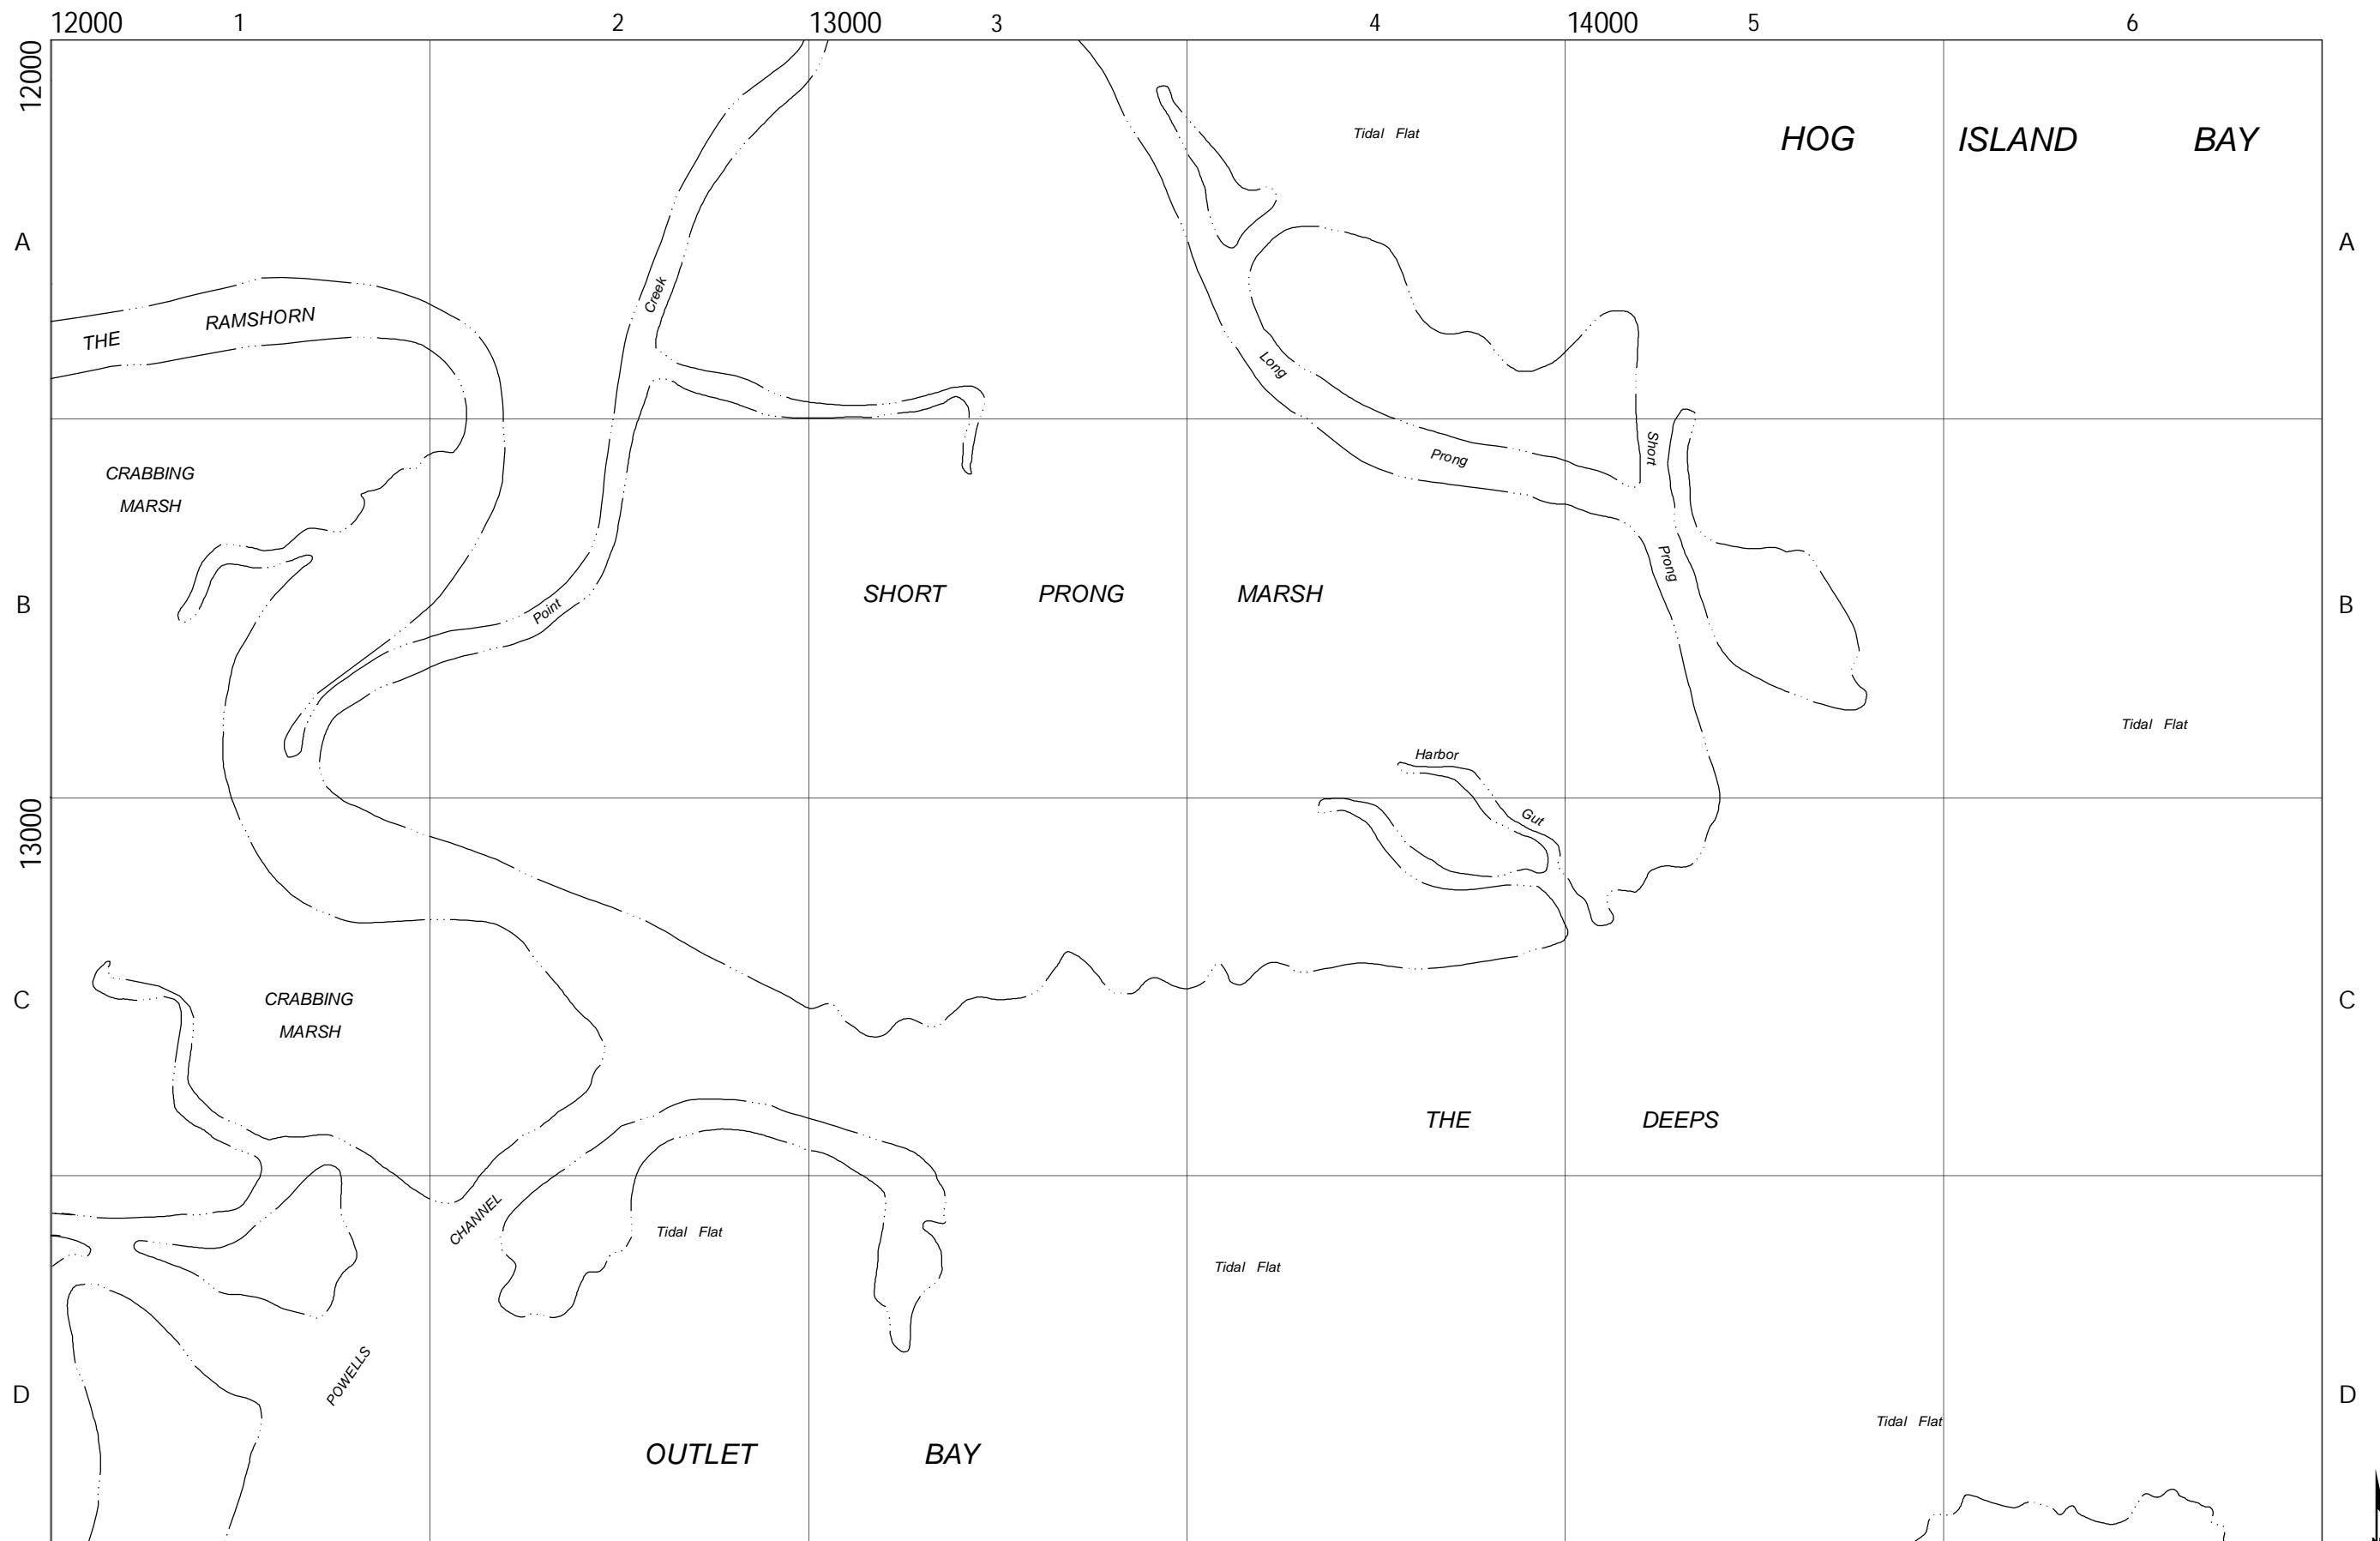 12000 1 2 13000 3 4 14000 5 6
12000
Tidal Flat
HOG ISLAND BAY
A A
Creek
THE RAMSHORN
Long
Prong
Short
CRABBING
MARSH
Prong
SHORT PRONG MARSH
B B
Point
Tidal Flat
Harbor
13000
Gut
CRABBING
MARSH
C C
THE DEEPS
CHANNEL
Tidal Flat
Tidal Flat
POWELLS
D D
Tidal Flat
OUTLET BAY